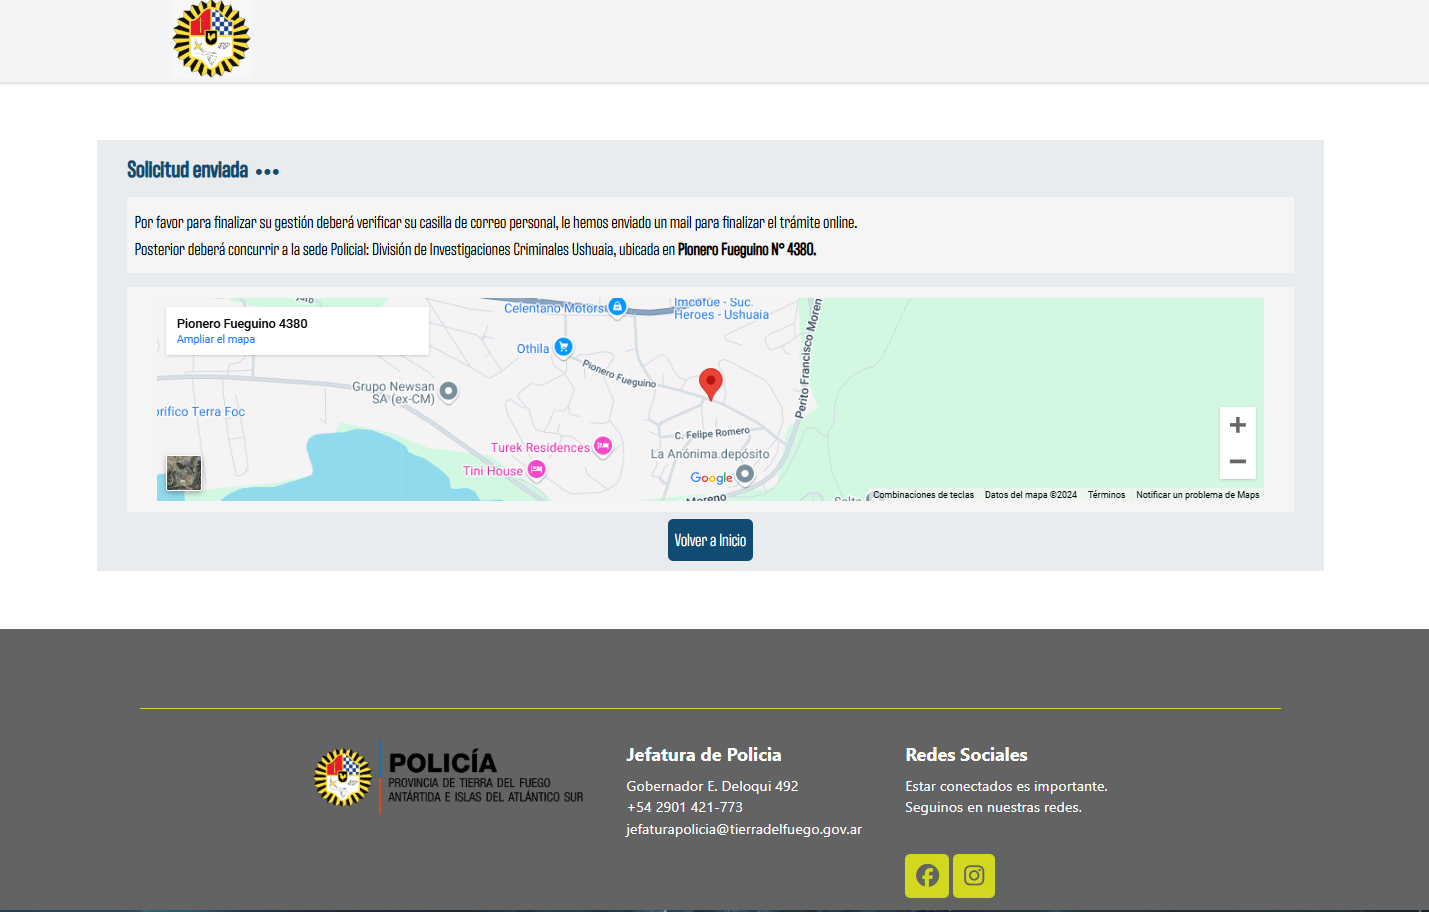 Solicitud enviada •••
Por favor para finalizar su gestión deberá verificar su casilla de correo personal, le hemos enviado un mail para finalizar el trámite online.
Posterior deberá concurrir a la sede Policial: División de Investigaciones Criminales Ushuaia, ubicada en Pionero Fueguino N° 4380.
Pionero Fueguino 4380
Ampliar el mapa
Celentano Motors
Imcofue - Suc.
Heroes - Ushuaia
Othila
Pionero Fueguino
Perito Francisco Moren
Grupo Newsan
SA (ex-CM)
orifico Terra Foc
C. Felipe Romero
Turek Residences
La Anónima depósito
Tini House
Google
Moreno
Combinaciones de teclas
Datos del mapa ©2024
Términos
Notificar un problema de Maps
Volver a Inicio
POLICÍA
PROVINCIA DE TIERRA DEL FUEGO
ANTÁRTIDA E ISLAS DEL ATLÁNTICO SUR
Jefatura de Policia
Gobernador E. Deloqui 492
+54 2901 421-773
jefaturapolicia@tierradelfuego.gov.ar
Redes Sociales
Estar conectados es importante.
Seguinos en nuestras redes.